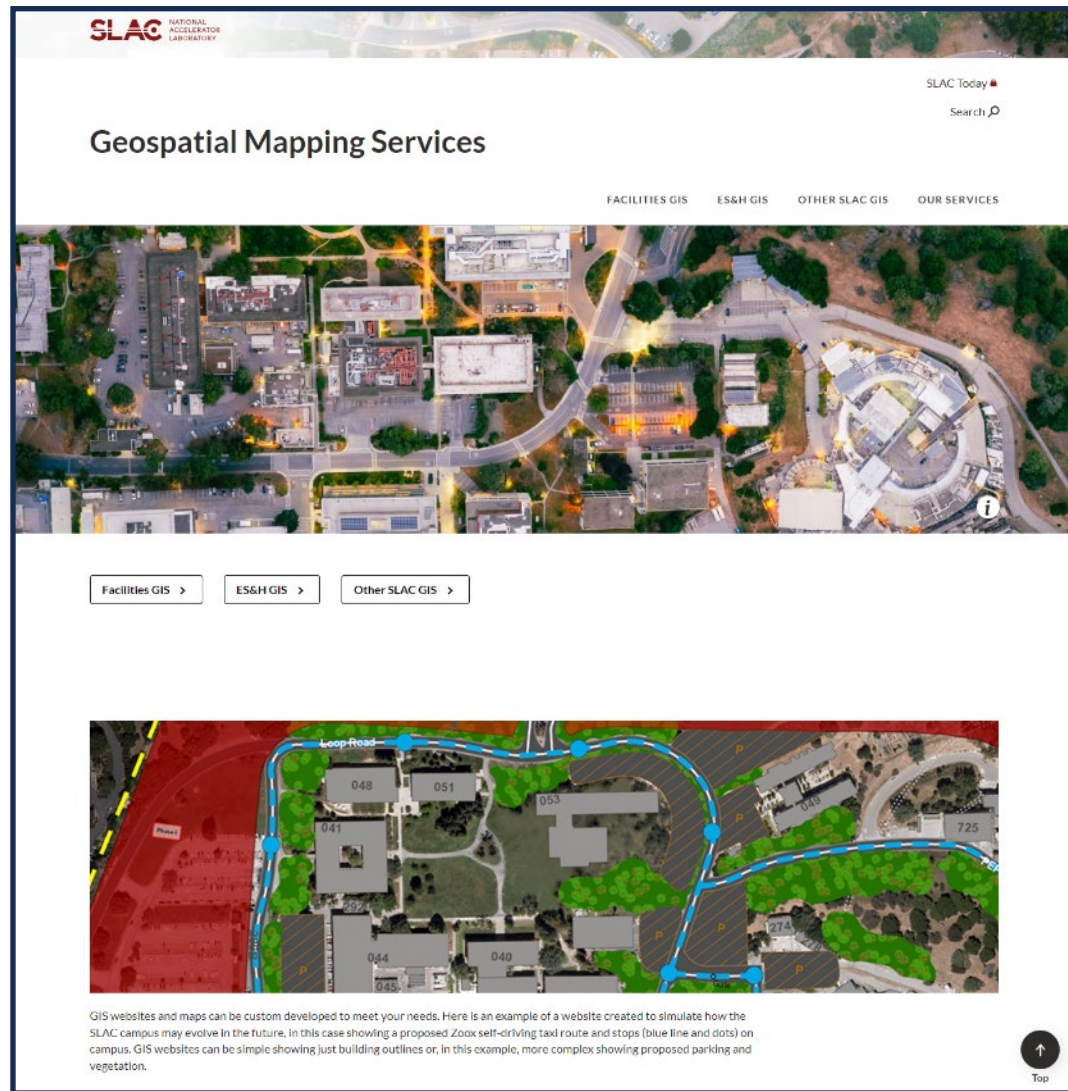 SLAC NATIONAL
ACCELERATOR
LABORATORY
SLAC Today
Search
Geospatial Mapping Services
FACILITIES GIS ES&H GIS OTHER SLAC GIS OUR SERVICES
i
Facilities GIS >
ES&H GIS >
Other SLAC GIS >
Loop Road
P
048
051
053
049
041
725
Phase I
PEP
292
274
P
P
P
044
040
P
045
GIS websites and maps can be custom developed to meet your needs. Here is an example of a website created to simulate how the
SLAC campus may evolve in the future, in this case showing a proposed Zoox self-driving taxi route and stops (blue line and dots) on
campus. GIS websites can be simple showing just building outlines or, in this example, more complex showing proposed parking and
vegetation.
Top